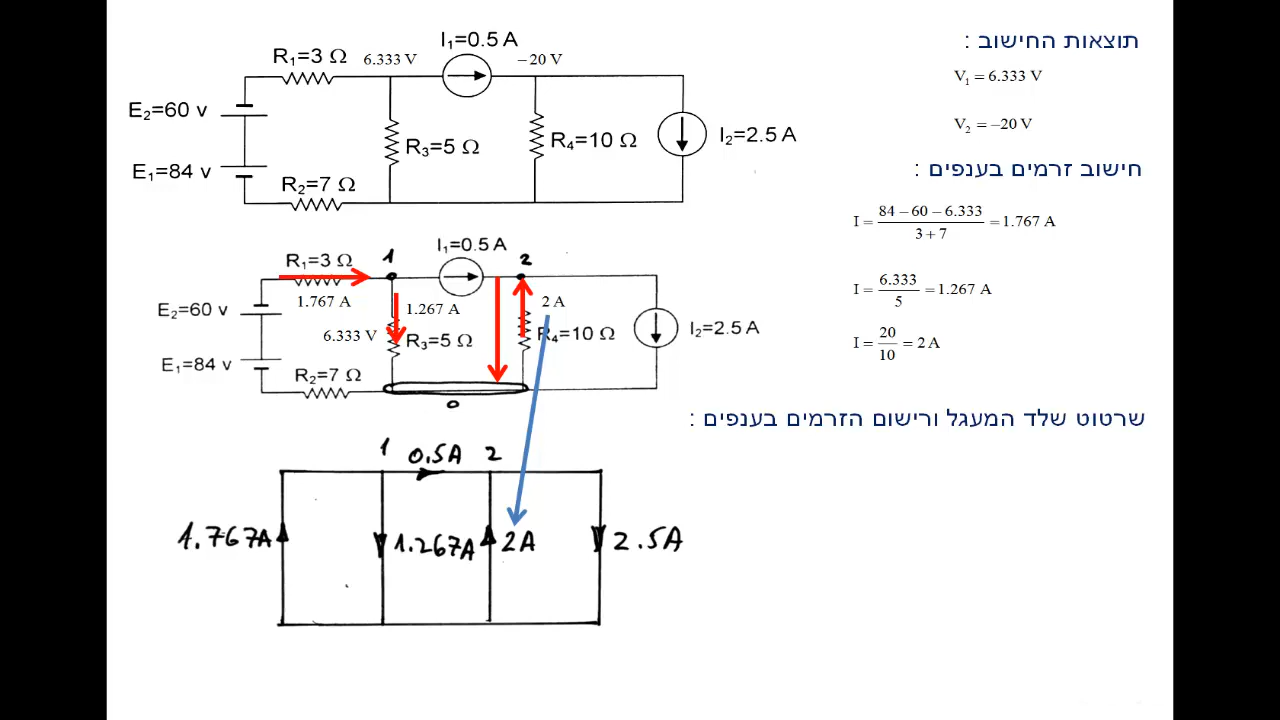 I₁=0.5 A
R₁=3 Ω
6.333 V
−20 V
E₂=60 v
R₃=5 Ω
R₄=10 Ω
I₂=2.5 A
E₁=84 v
R₂=7 Ω
תוצאות החישוב :
V₁ = 6.333 V
V₂ = −20 V
חישוב זרמים בענפים :
I = (84 − 60 − 6.333) / (3 + 7) = 1.767 A
I = 6.333 / 5 = 1.267 A
I = 20 / 10 = 2 A
I₁=0.5 A
R₁=3 Ω
1
2
1.767 A
1.267 A
2 A
E₂=60 v
6.333 V
R₃=5 Ω
R₄=10 Ω
I₂=2.5 A
E₁=84 v
R₂=7 Ω
0
שרטוט שלד המעגל ורישום הזרמים בענפים :
1
0.5A
2
1.767A
1.267A
2A
2.5A